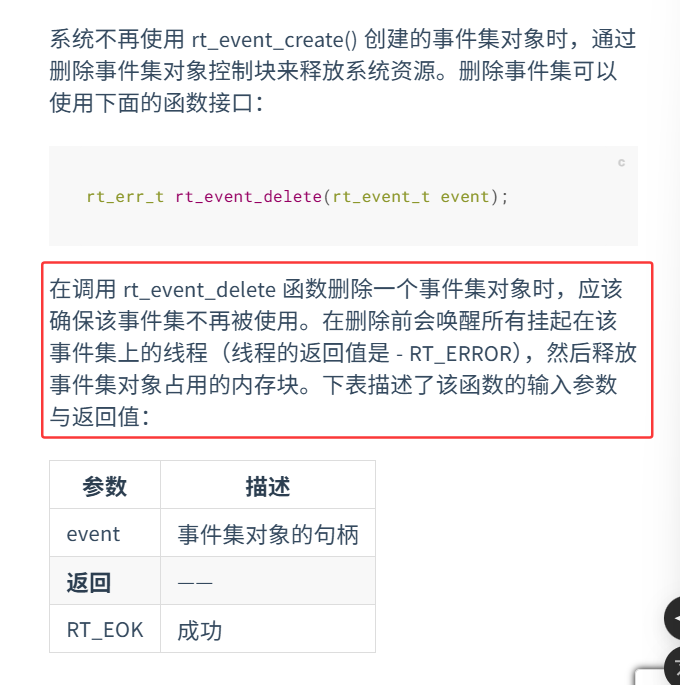 系统不再使用 rt_event_create() 创建的事件集对象时，通过
删除事件集对象控制块来释放系统资源。删除事件集可以
使用下面的函数接口：
c
rt_err_t rt_event_delete(rt_event_t event);
在调用 rt_event_delete 函数删除一个事件集对象时，应该
确保该事件集不再被使用。在删除前会唤醒所有挂起在该
事件集上的线程（线程的返回值是 - RT_ERROR），然后释放
事件集对象占用的内存块。下表描述了该函数的输入参数
与返回值：
参数 描述
event 事件集对象的句柄
返回 ——
RT_EOK 成功